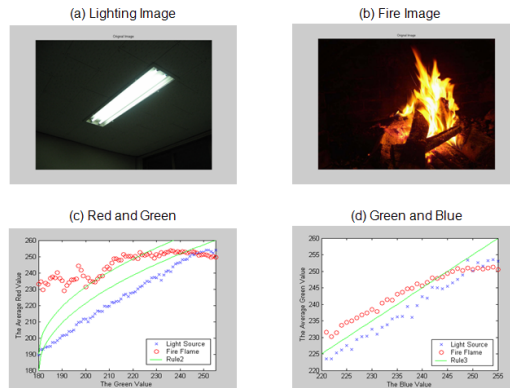 (a) Lighting Image
(b) Fire Image
Original Image
Original Image
(c) Red and Green
(d) Green and Blue
The Average Red Value
260
250
240
230
220
210
200
190
180
180
190
200
210
220
230
240
250
The Green Value
Light Source
Fire Flame
Rule2
The Average Green Value
260
255
250
245
240
235
230
225
220
220
225
230
235
240
245
250
255
The Blue Value
Light Source
Fire Flame
Rule3